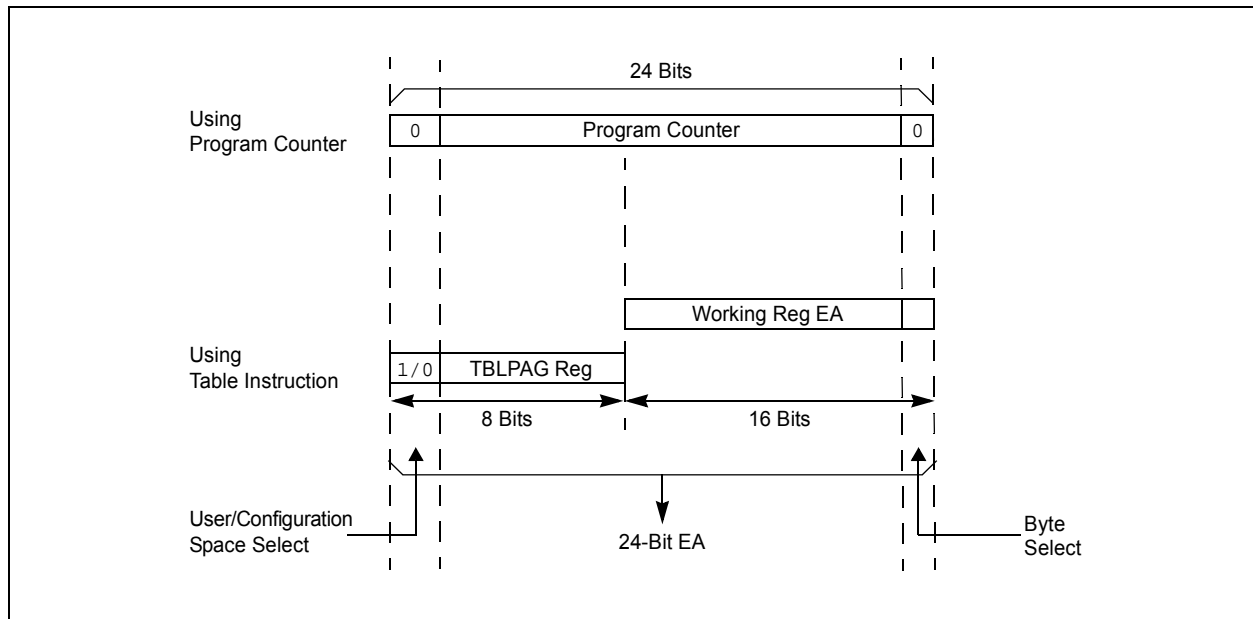 24 Bits
Using
Program Counter
0
Program Counter
0
Working Reg EA
Using
Table Instruction
1/0
TBLPAG Reg
8 Bits
16 Bits
User/Configuration
Space Select
24-Bit EA
Byte
Select